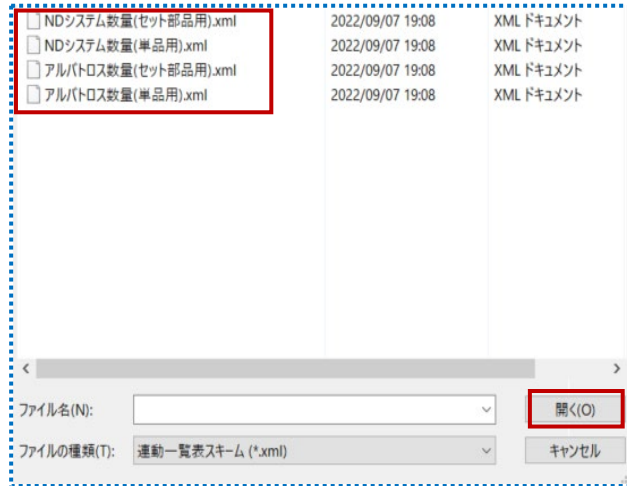 NDシステム数量(セット部品用).xml 2022/09/07 19:08 XML ドキュメント
NDシステム数量(単品用).xml 2022/09/07 19:08 XML ドキュメント
アルバトロス数量(セット部品用).xml 2022/09/07 19:08 XML ドキュメント
アルバトロス数量(単品用).xml 2022/09/07 19:08 XML ドキュメント
ファイル名(N): 開く(O)
ファイルの種類(T): 連動一覧表スキーム (*.xml) キャンセル